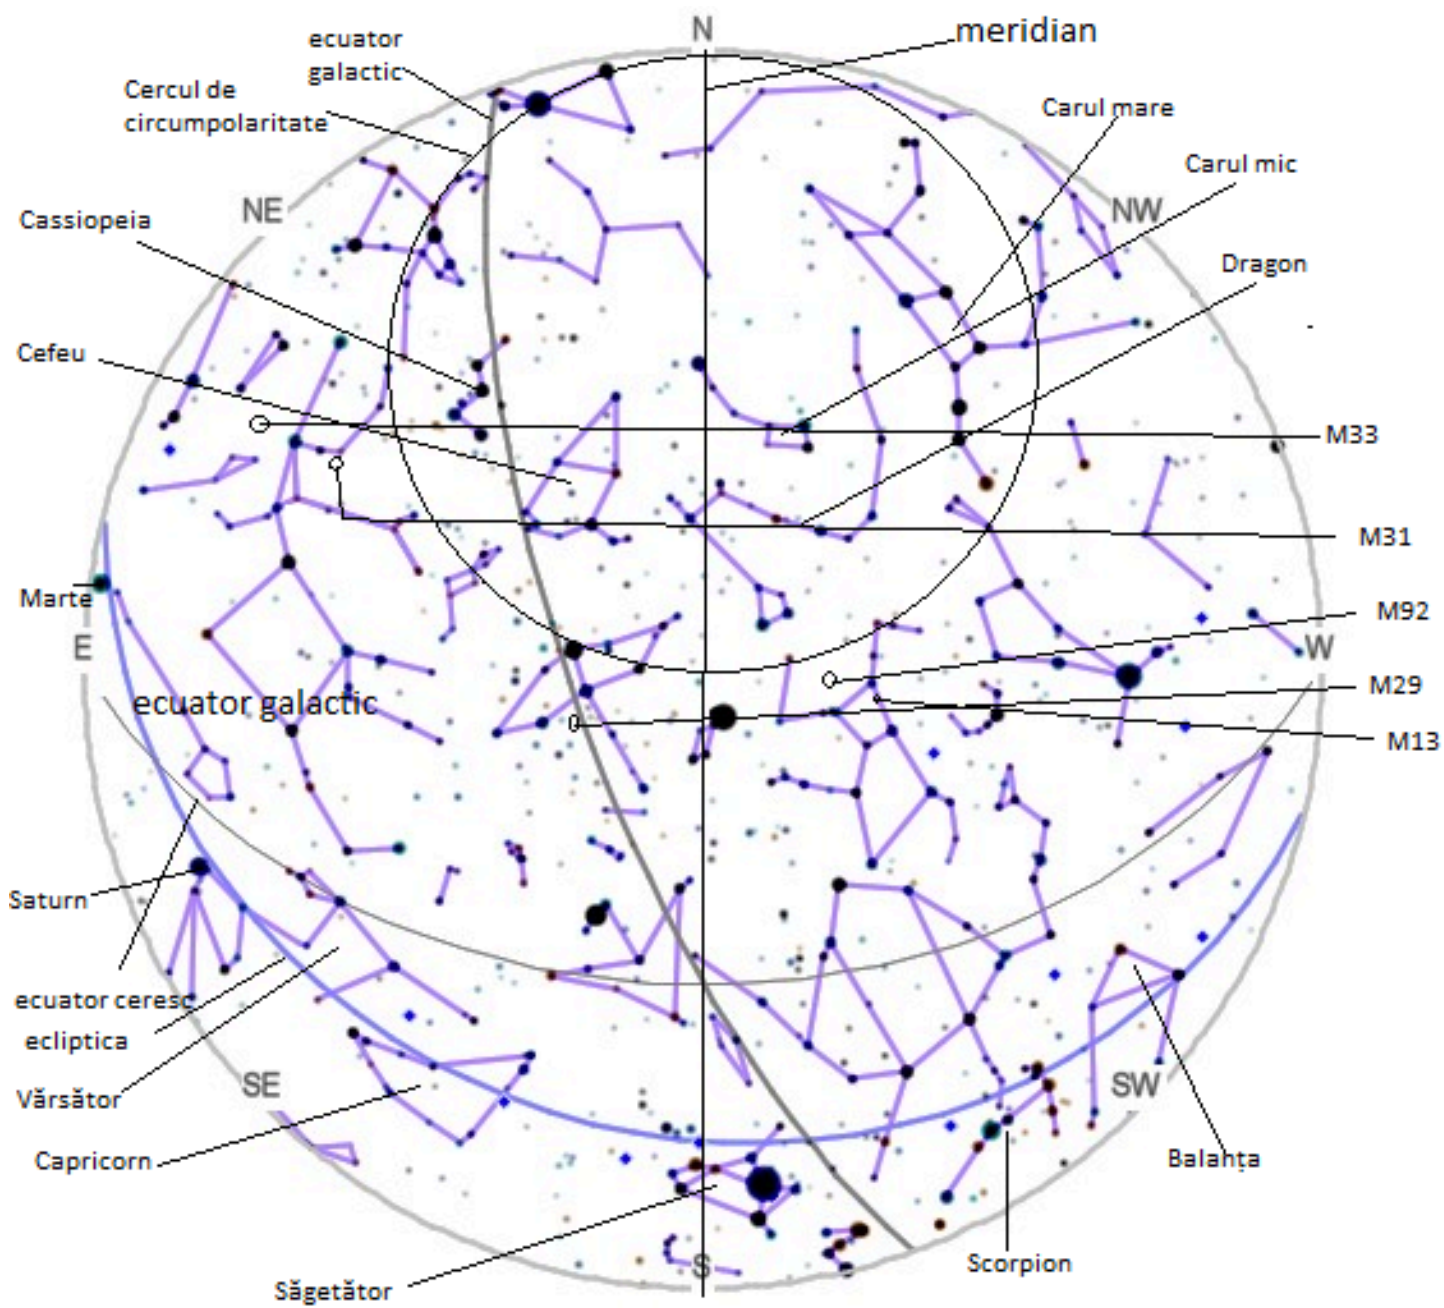 N
meridian
ecuator
galactic
Cercul de
circumpolaritate
Carul mare
Carul mic
NE
NW
Cassiopeia
Dragon
Cefeu
M33
M31
Marte
M92
E
W
M29
ecuator galactic
M13
Saturn
ecuator ceresc
ecliptica
SE
SW
Vărsător
Capricorn
Balanța
Scorpion
S
Săgetător